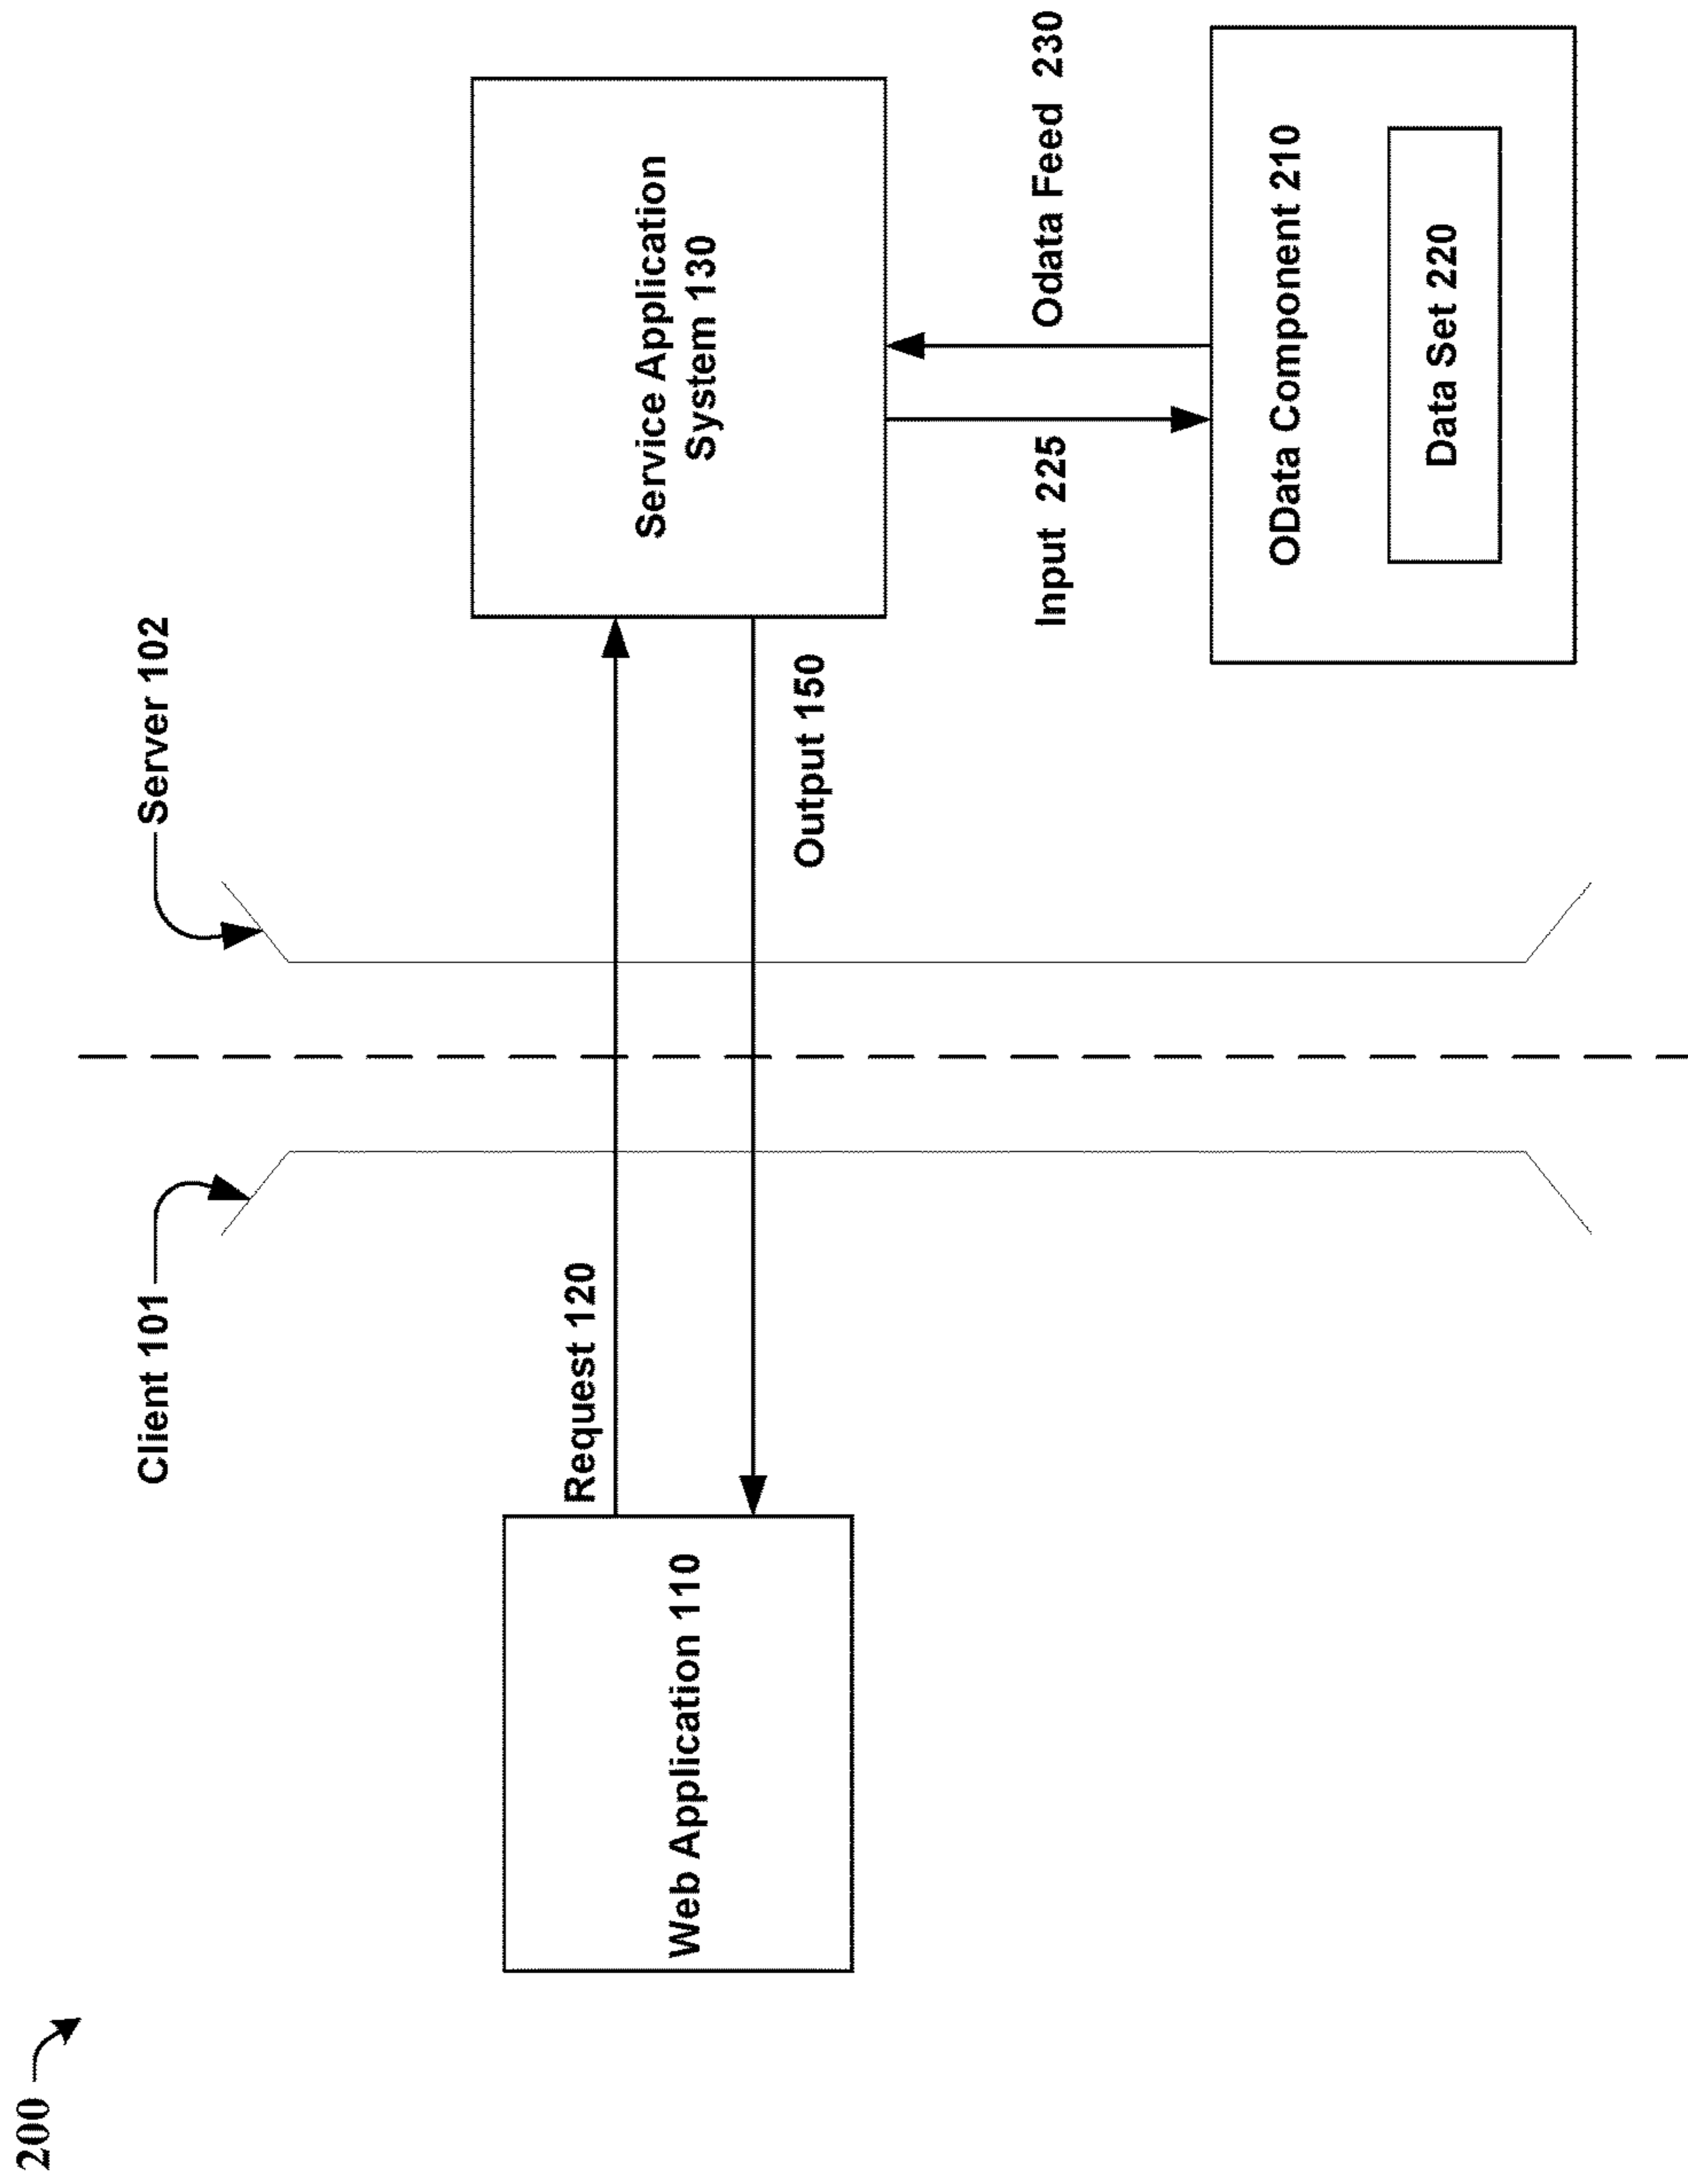 200
Client 101
Server 102
Request 120
Web Application 110
Service Application
System 130
Output 150
Input 225
Odata Feed 230
OData Component 210
Data Set 220